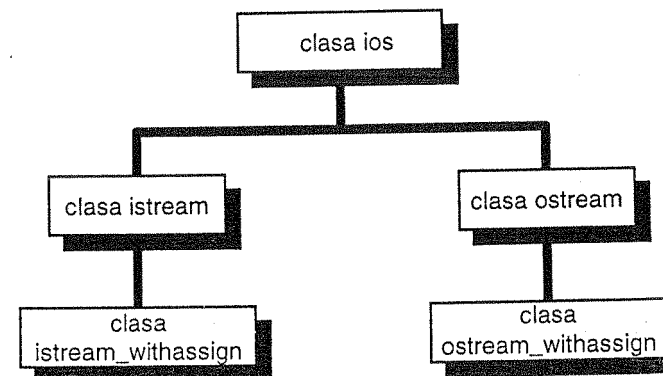 clasa ios
clasa istream
clasa ostream
clasa
istream_withassign
clasa
ostream_withassign